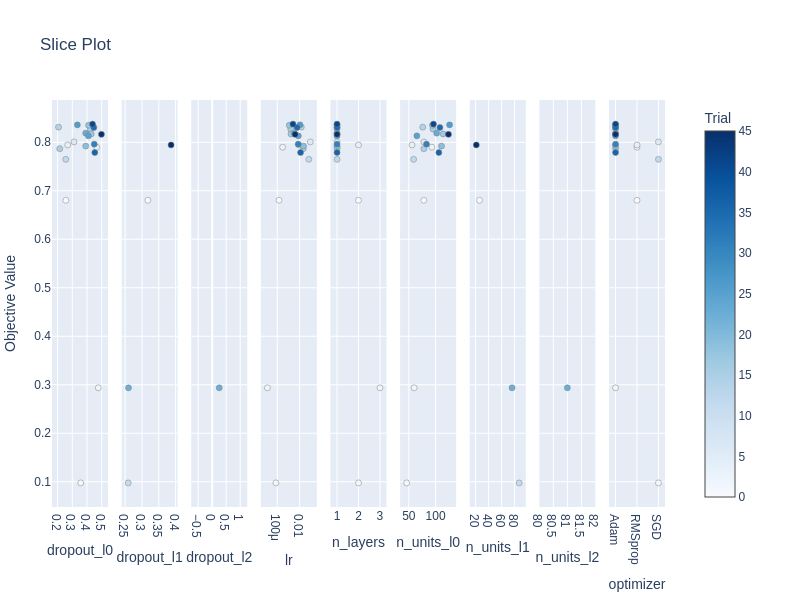 Slice Plot
Trial
Objective Value
0.8
0.7
0.6
0.5
0.4
0.3
0.2
0.1
45
40
35
30
25
20
15
10
5
0
0.2 0.3 0.4 0.5
0.25 0.3 0.35 0.4
−0.5 0 0.5 1
100μ 0.01
1 2 3
50 100
20 40 60 80
80 80.5 81 81.5 82
Adam RMSprop SGD
dropout_l0
dropout_l1
dropout_l2
lr
n_layers
n_units_l0
n_units_l1
n_units_l2
optimizer